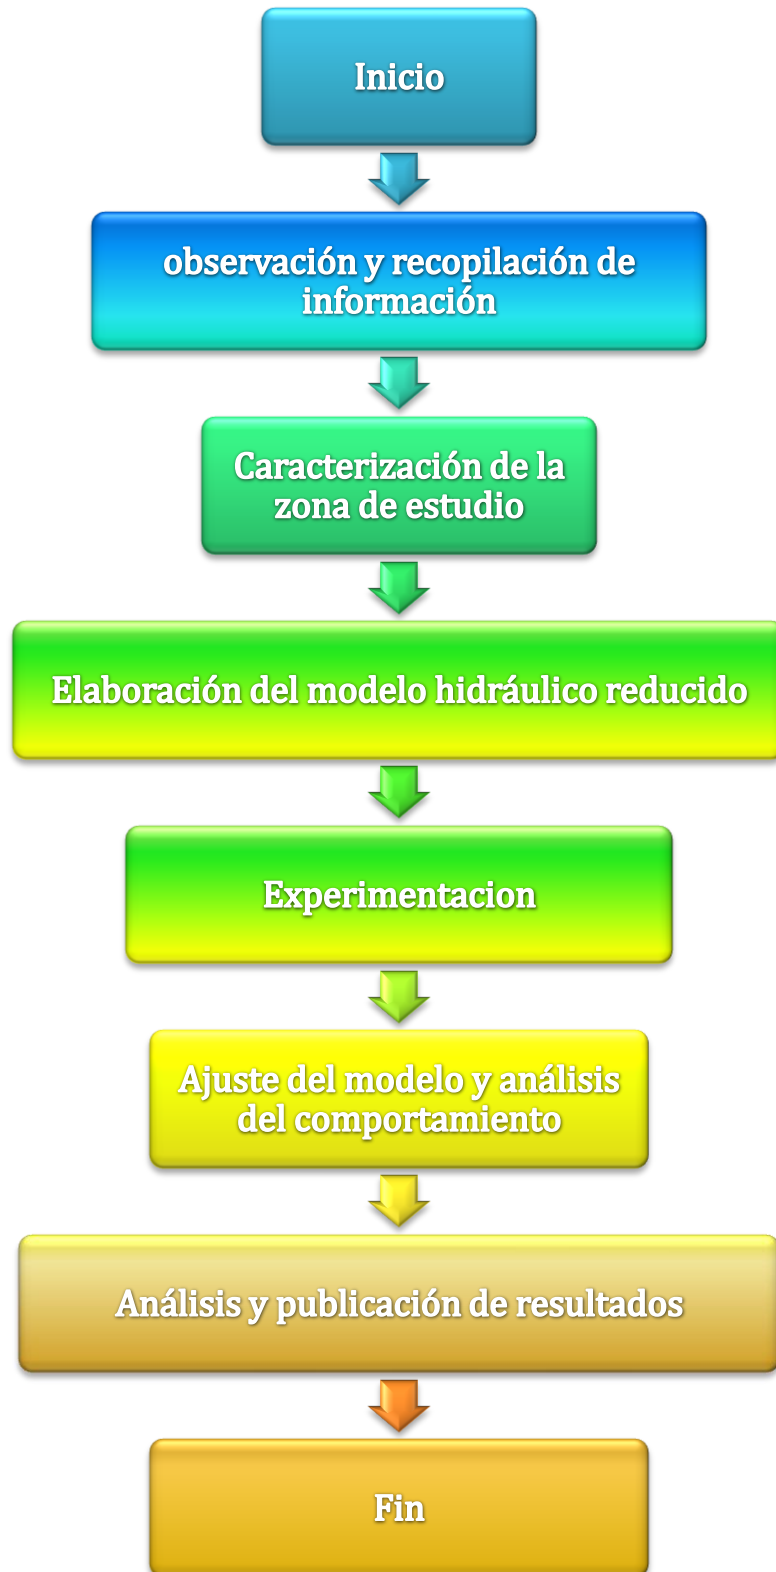 Inicio
observación y recopilación de
información
Caracterización de la
zona de estudio
Elaboración del modelo hidráulico reducido
Experimentacion
Ajuste del modelo y análisis
del comportamiento
Análisis y publicación de resultados
Fin